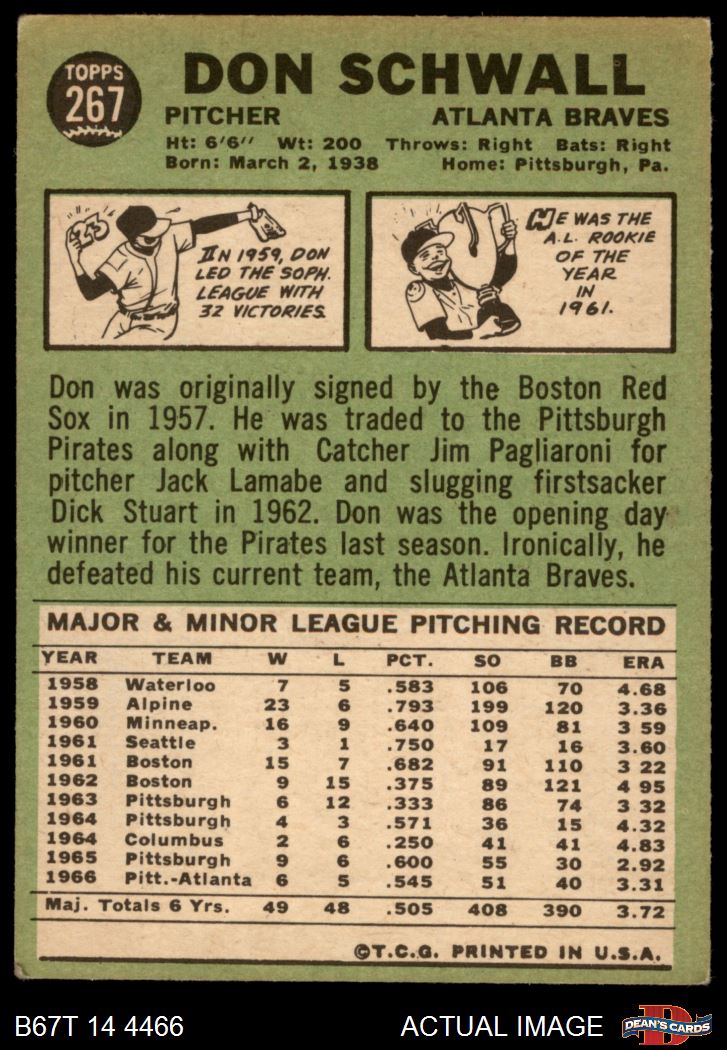 TOPPS
267
DON SCHWALL
PITCHER ATLANTA BRAVES
Ht: 6'6" Wt: 200 Throws: Right Bats: Right
Born: March 2, 1938 Home: Pittsburgh, Pa.
23
IN 1959, DON
LED THE SOPH.
LEAGUE WITH
32 VICTORIES.
HE WAS THE
A.L. ROOKIE
OF THE
YEAR
IN
1961.
Don was originally signed by the Boston Red
Sox in 1957. He was traded to the Pittsburgh
Pirates along with Catcher Jim Pagliaroni for
pitcher Jack Lamabe and slugging firstsacker
Dick Stuart in 1962. Don was the opening day
winner for the Pirates last season. Ironically, he
defeated his current team, the Atlanta Braves.
MAJOR & MINOR LEAGUE PITCHING RECORD
YEAR TEAM W L PCT. SO BB ERA
1958 Waterloo 7 5 .583 106 70 4.68
1959 Alpine 23 6 .793 199 120 3.36
1960 Minneap. 16 9 .640 109 81 3 59
1961 Seattle 3 1 .750 17 16 3.60
1961 Boston 15 7 .682 91 110 3 22
1962 Boston 9 15 .375 89 121 4 95
1963 Pittsburgh 6 12 .333 86 74 3 32
1964 Pittsburgh 4 3 .571 36 15 4.32
1964 Columbus 2 6 .250 41 41 4.83
1965 Pittsburgh 9 6 .600 55 30 2.92
1966 Pitt.-Atlanta 6 5 .545 51 40 3.31
Maj. Totals 6 Yrs. 49 48 .505 408 390 3.72
©T.C.G. PRINTED IN U.S.A.
B67T 14 4466 ACTUAL IMAGE
D
DEAN'S CARDS